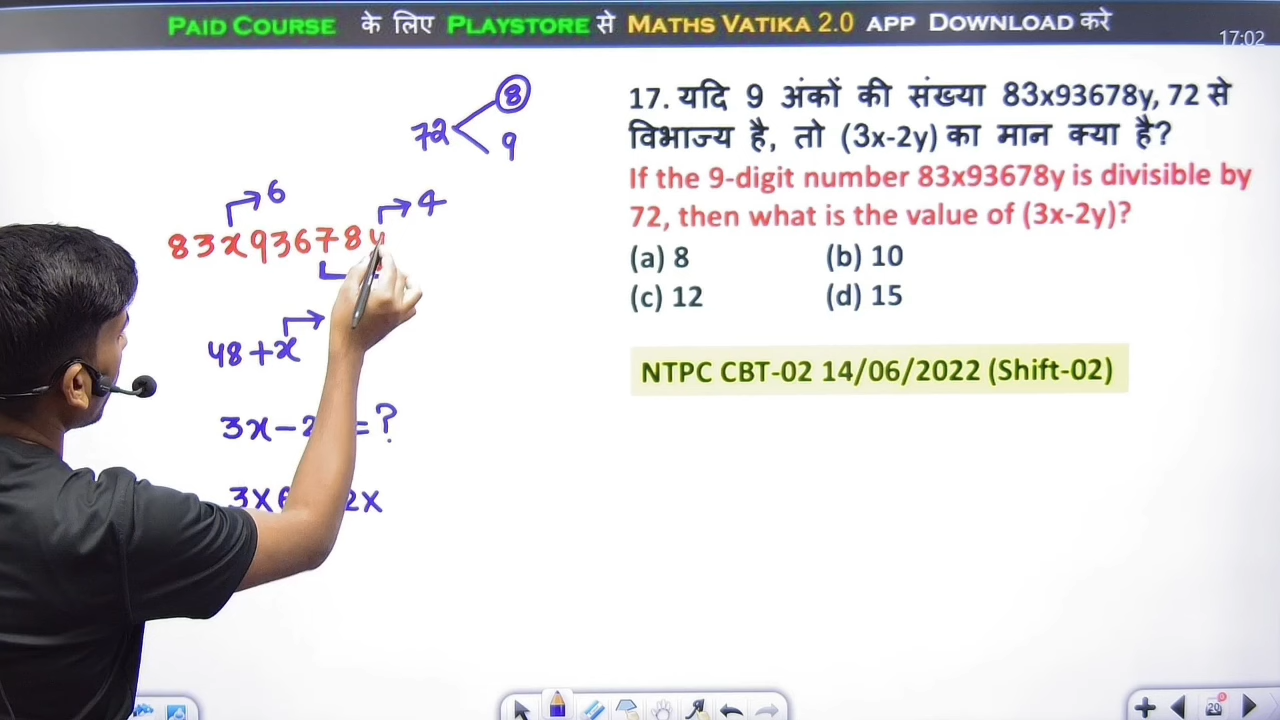 PAID COURSE के लिए PLAYSTORE से MATHS VATIKA 2.0 APP DOWNLOAD करे
17:02
72
8
9
6
4
83x93678y
48+x
3x-2 = ?
3x 2x
17. यदि 9 अंकों की संख्या 83x93678y, 72 से
विभाज्य है, तो (3x-2y) का मान क्या है?
If the 9-digit number 83x93678y is divisible by
72, then what is the value of (3x-2y)?
(a) 8 (b) 10
(c) 12 (d) 15
NTPC CBT-02 14/06/2022 (Shift-02)
20